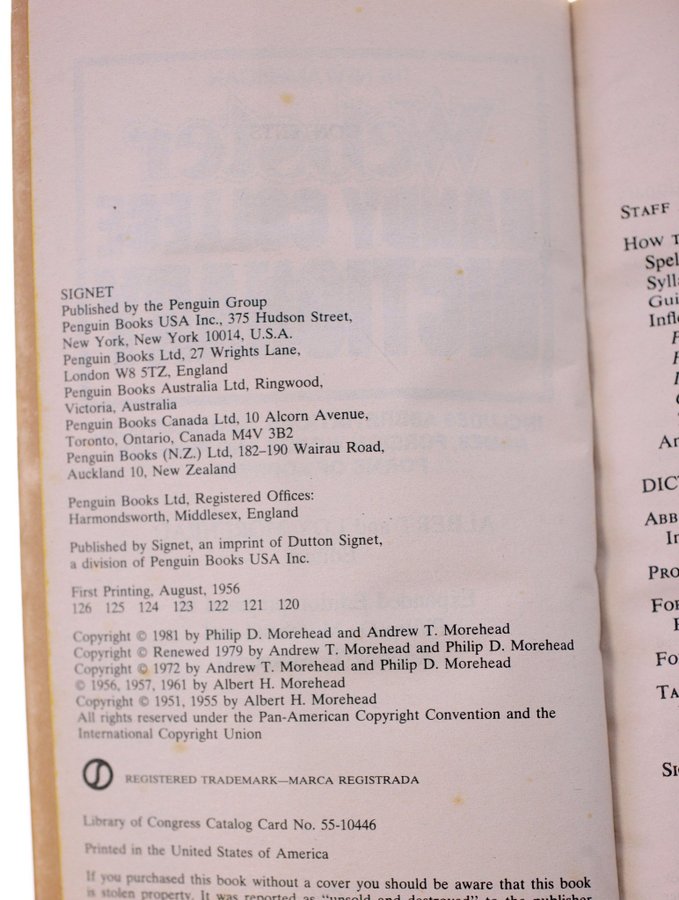 SIGNET
Published by the Penguin Group
Penguin Books USA Inc., 375 Hudson Street,
New York, New York 10014, U.S.A.
Penguin Books Ltd, 27 Wrights Lane,
London W8 5TZ, England
Penguin Books Australia Ltd, Ringwood,
Victoria, Australia
Penguin Books Canada Ltd, 10 Alcorn Avenue,
Toronto, Ontario, Canada M4V 3B2
Penguin Books (N.Z.) Ltd, 182–190 Wairau Road,
Auckland 10, New Zealand
Penguin Books Ltd, Registered Offices:
Harmondsworth, Middlesex, England
Published by Signet, an imprint of Dutton Signet,
a division of Penguin Books USA Inc.
First Printing, August, 1956
126 125 124 123 122 121 120
Copyright © 1981 by Philip D. Morehead and Andrew T. Morehead
Copyright © Renewed 1979 by Andrew T. Morehead and Philip D. Morehead
Copyright © 1972 by Andrew T. Morehead and Philip D. Morehead
© 1956, 1957, 1961 by Albert H. Morehead
Copyright © 1951, 1955 by Albert H. Morehead
All rights reserved under the Pan-American Copyright Convention and the
International Copyright Union
REGISTERED TRADEMARK—MARCA REGISTRADA
Library of Congress Catalog Card No. 55-10446
Printed in the United States of America
If you purchased this book without a cover you should be aware that this book
is stolen property. It was reported as "unsold and destroyed" to the publisher
STAFF
HOW